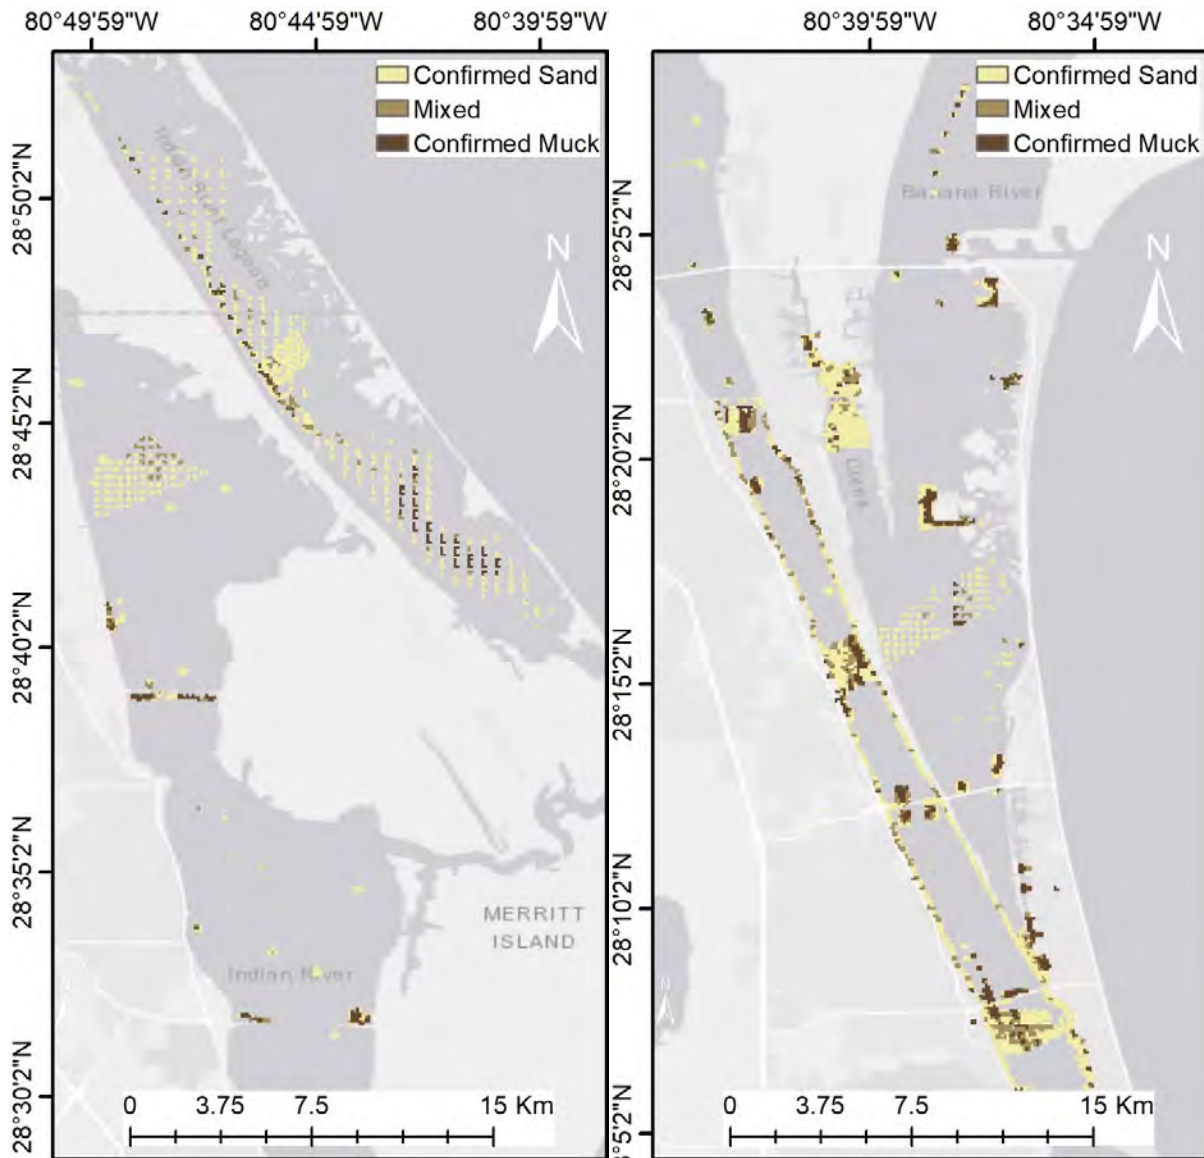 80°49'59"W 80°44'59"W 80°39'59"W
80°39'59"W 80°34'59"W
Confirmed Sand
Mixed
Confirmed Muck
Confirmed Sand
Mixed
Confirmed Muck
28°50'2"N
28°45'2"N
28°40'2"N
28°35'2"N
28°30'2"N
N
Indian River Lagoon
MERRITT
ISLAND
Indian River
0 3.75 7.5 15 Km
28°25'2"N
28°20'2"N
28°15'2"N
28°10'2"N
°5'2"N
Banana River
N
River
0 3.75 7.5 15 Km